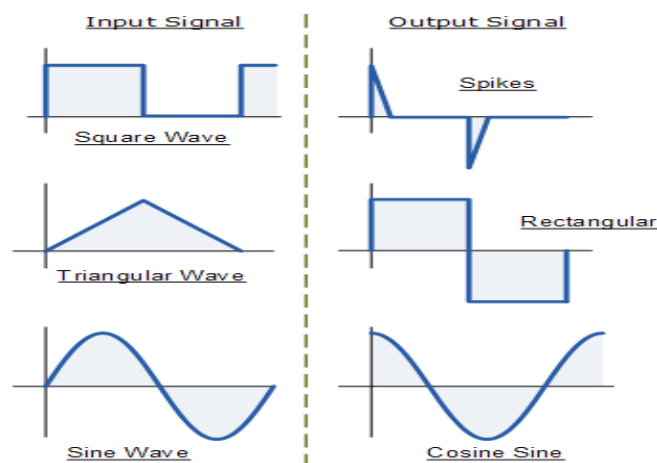 Input Signal
Output Signal
Spikes
Square Wave
Rectangular
Triangular Wave
Sine Wave
Cosine Sine